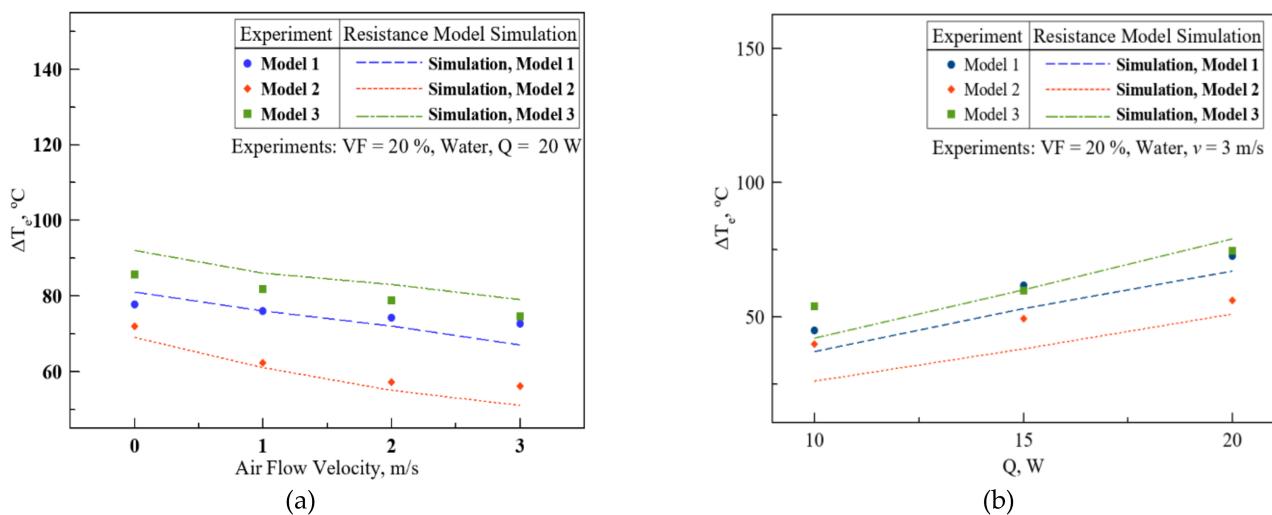 Experiment Resistance Model Simulation
Model 1 Simulation, Model 1
Model 2 Simulation, Model 2
Model 3 Simulation, Model 3
Experiments: VF = 20 %, Water, Q = 20 W
140
120
100
80
60
ΔTe, ºC
0 1 2 3
Air Flow Velocity, m/s
(a)
Experiment Resistance Model Simulation
Model 1 Simulation, Model 1
Model 2 Simulation, Model 2
Model 3 Simulation, Model 3
Experiments: VF = 20 %, Water, v = 3 m/s
150
100
50
ΔTe, ºC
10 15 20
Q, W
(b)